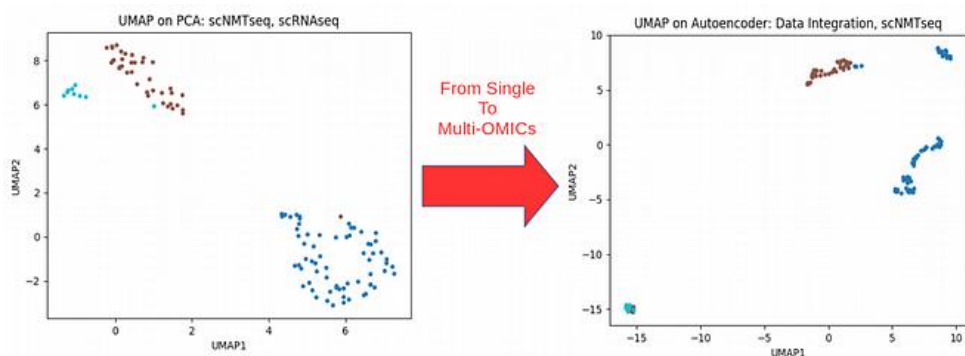 UMAP on PCA: scNMTseq, scRNAseq
8
6
4
2
0
−2
UMAP2
0
2
4
6
UMAP1
From Single
To
Multi-OMICs
UMAP on Autoencoder: Data Integration, scNMTseq
10
5
0
−5
−10
−15
UMAP2
−15
−10
−5
0
5
10
UMAP1